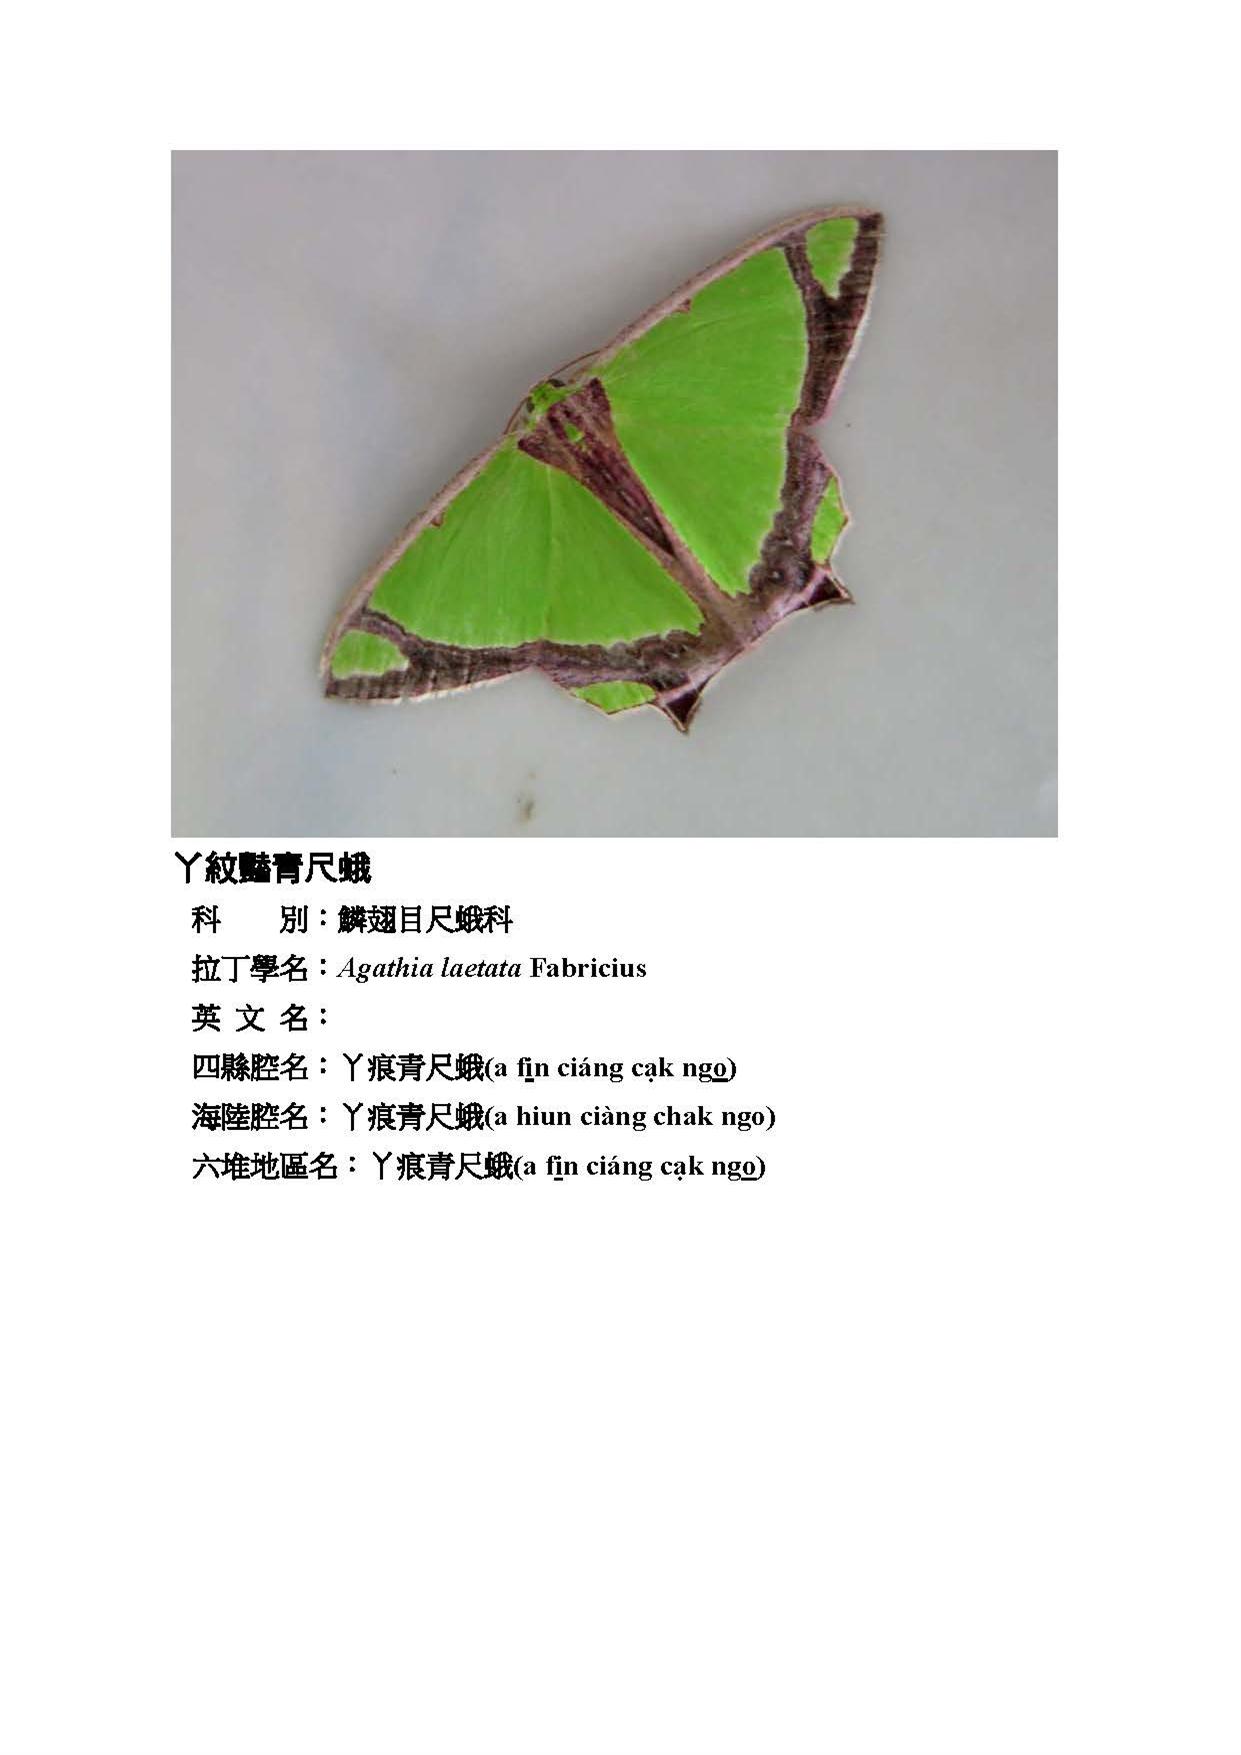 丫紋豔青尺蛾
科　　別：鱗翅目尺蛾科
拉丁學名：Agathia laetata Fabricius
英 文 名：
四縣腔名：丫痕青尺蛾(a fi̲n ciáng cạk ngo̲)
海陸腔名：丫痕青尺蛾(a hiun ciàng chak ngo)
六堆地區名：丫痕青尺蛾(a fi̲n ciáng cạk ngo̲)